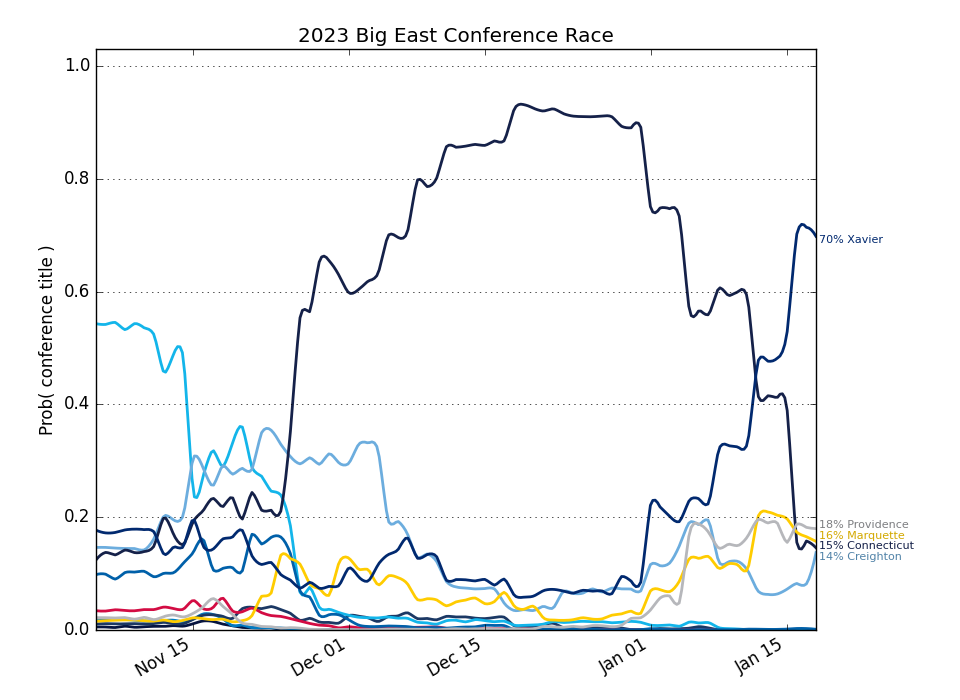 2023 Big East Conference Race
Prob( conference title )
1.0
0.8
0.6
0.4
0.2
0.0
70% Xavier
18% Providence
16% Marquette
15% Connecticut
14% Creighton
Nov 15
Dec 01
Dec 15
Jan 01
Jan 15